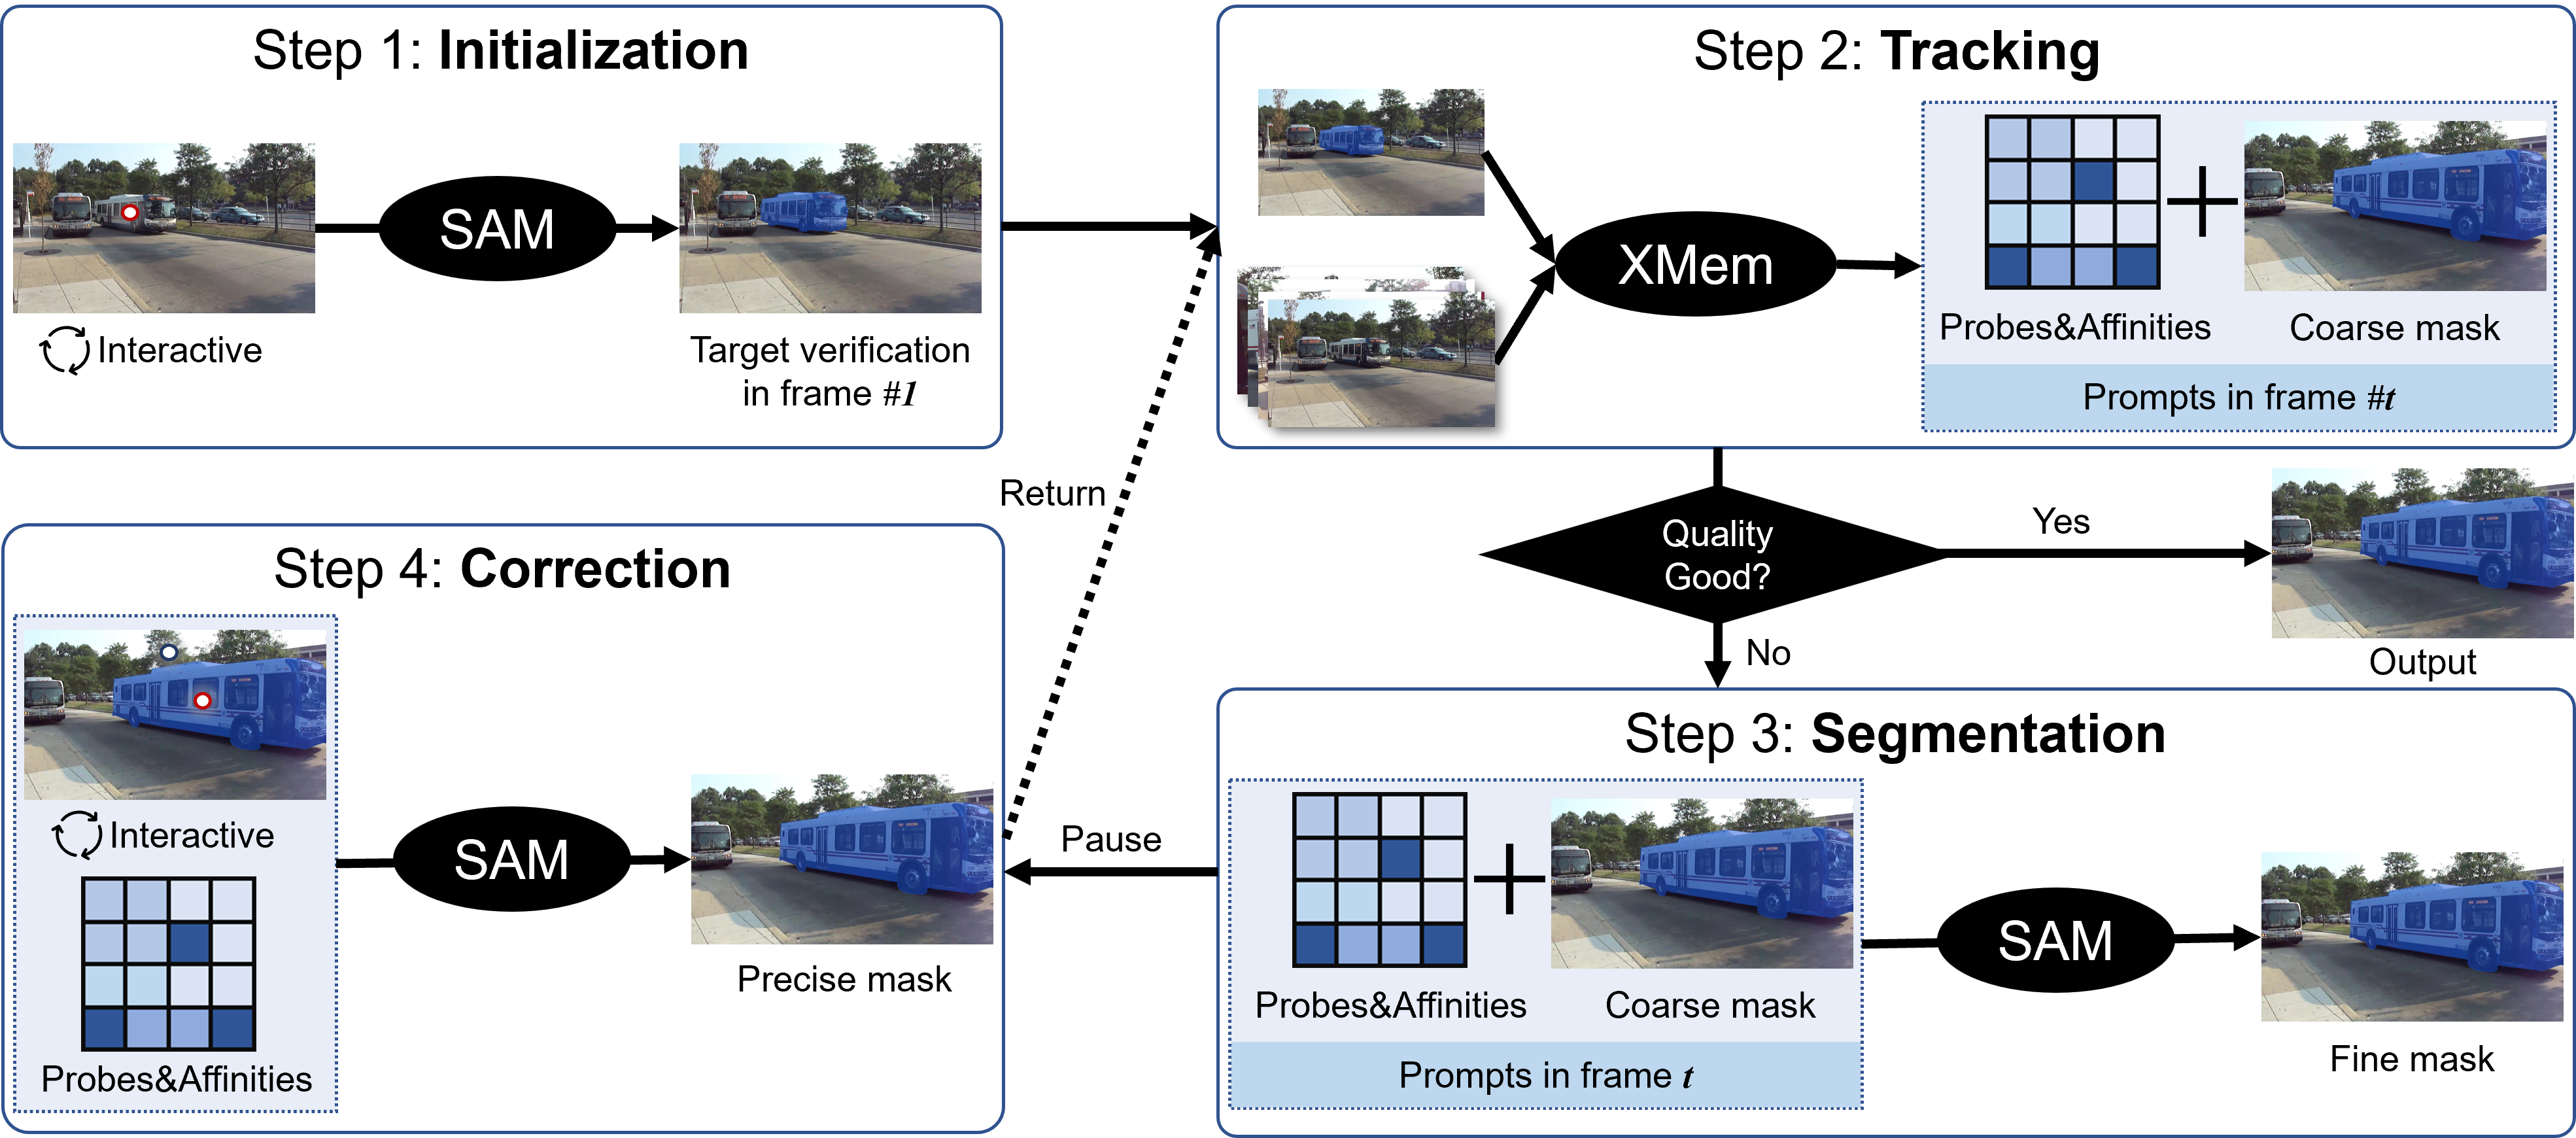 Step 1: Initialization
SAM
Interactive
Target verification
in frame #1
Step 2: Tracking
XMem
Probes&Affinities
Coarse mask
Prompts in frame #t
Return
Quality
Good?
Yes
No
Output
Step 4: Correction
Interactive
Probes&Affinities
SAM
Precise mask
Pause
Step 3: Segmentation
Probes&Affinities
Coarse mask
Prompts in frame t
SAM
Fine mask